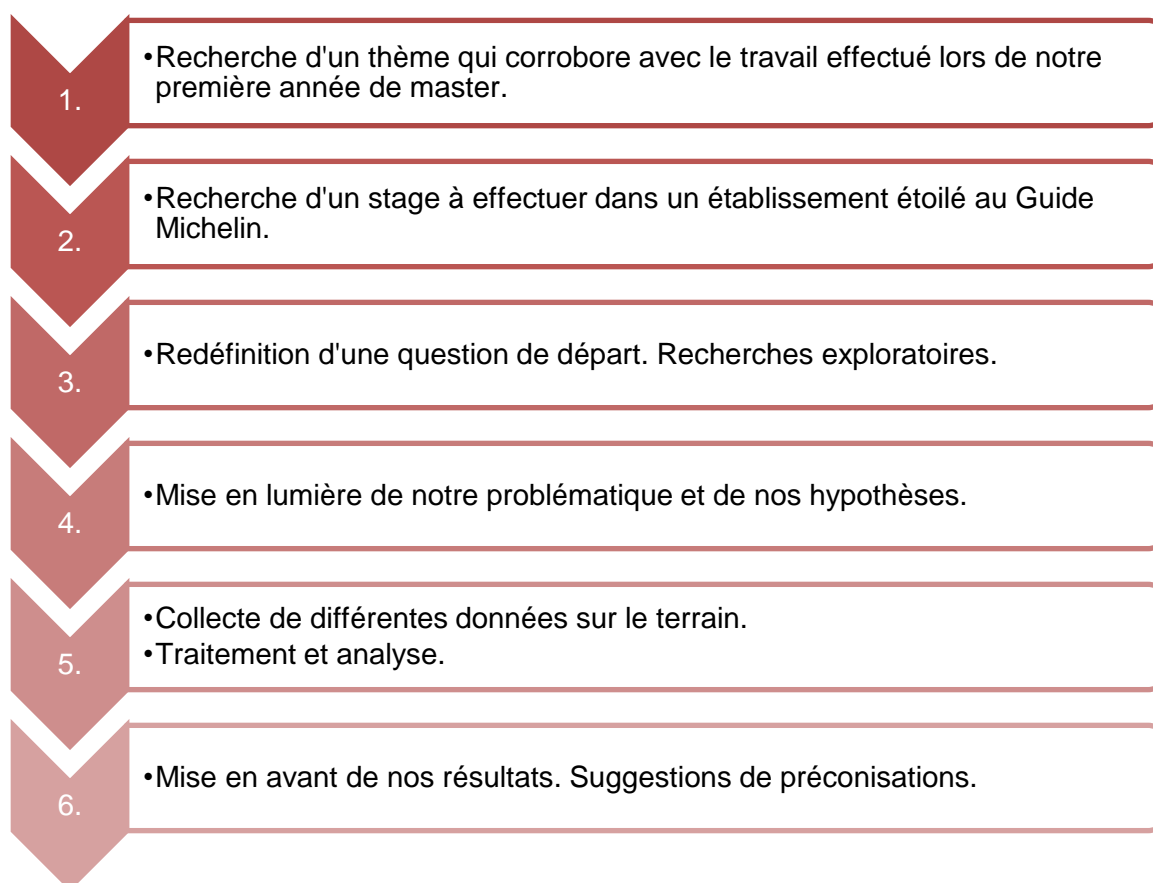 1.
•Recherche d'un thème qui corrobore avec le travail effectué lors de notre
première année de master.
2.
•Recherche d'un stage à effectuer dans un établissement étoilé au Guide
Michelin.
3.
•Redéfinition d'une question de départ. Recherches exploratoires.
4.
•Mise en lumière de notre problématique et de nos hypothèses.
5.
•Collecte de différentes données sur le terrain.
•Traitement et analyse.
6.
•Mise en avant de nos résultats. Suggestions de préconisations.